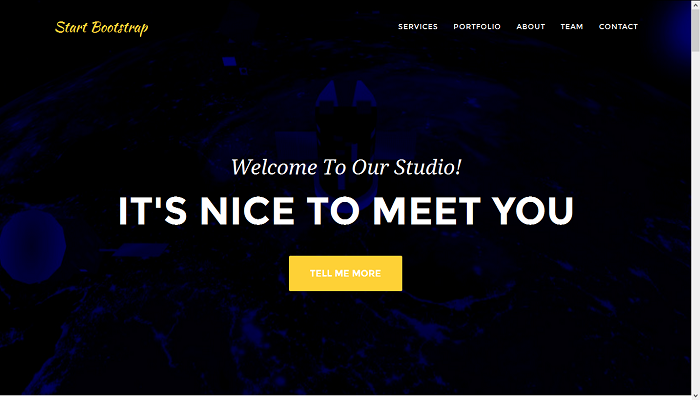 Start Bootstrap
SERVICES PORTFOLIO ABOUT TEAM CONTACT
Welcome To Our Studio!
IT'S NICE TO MEET YOU
TELL ME MORE